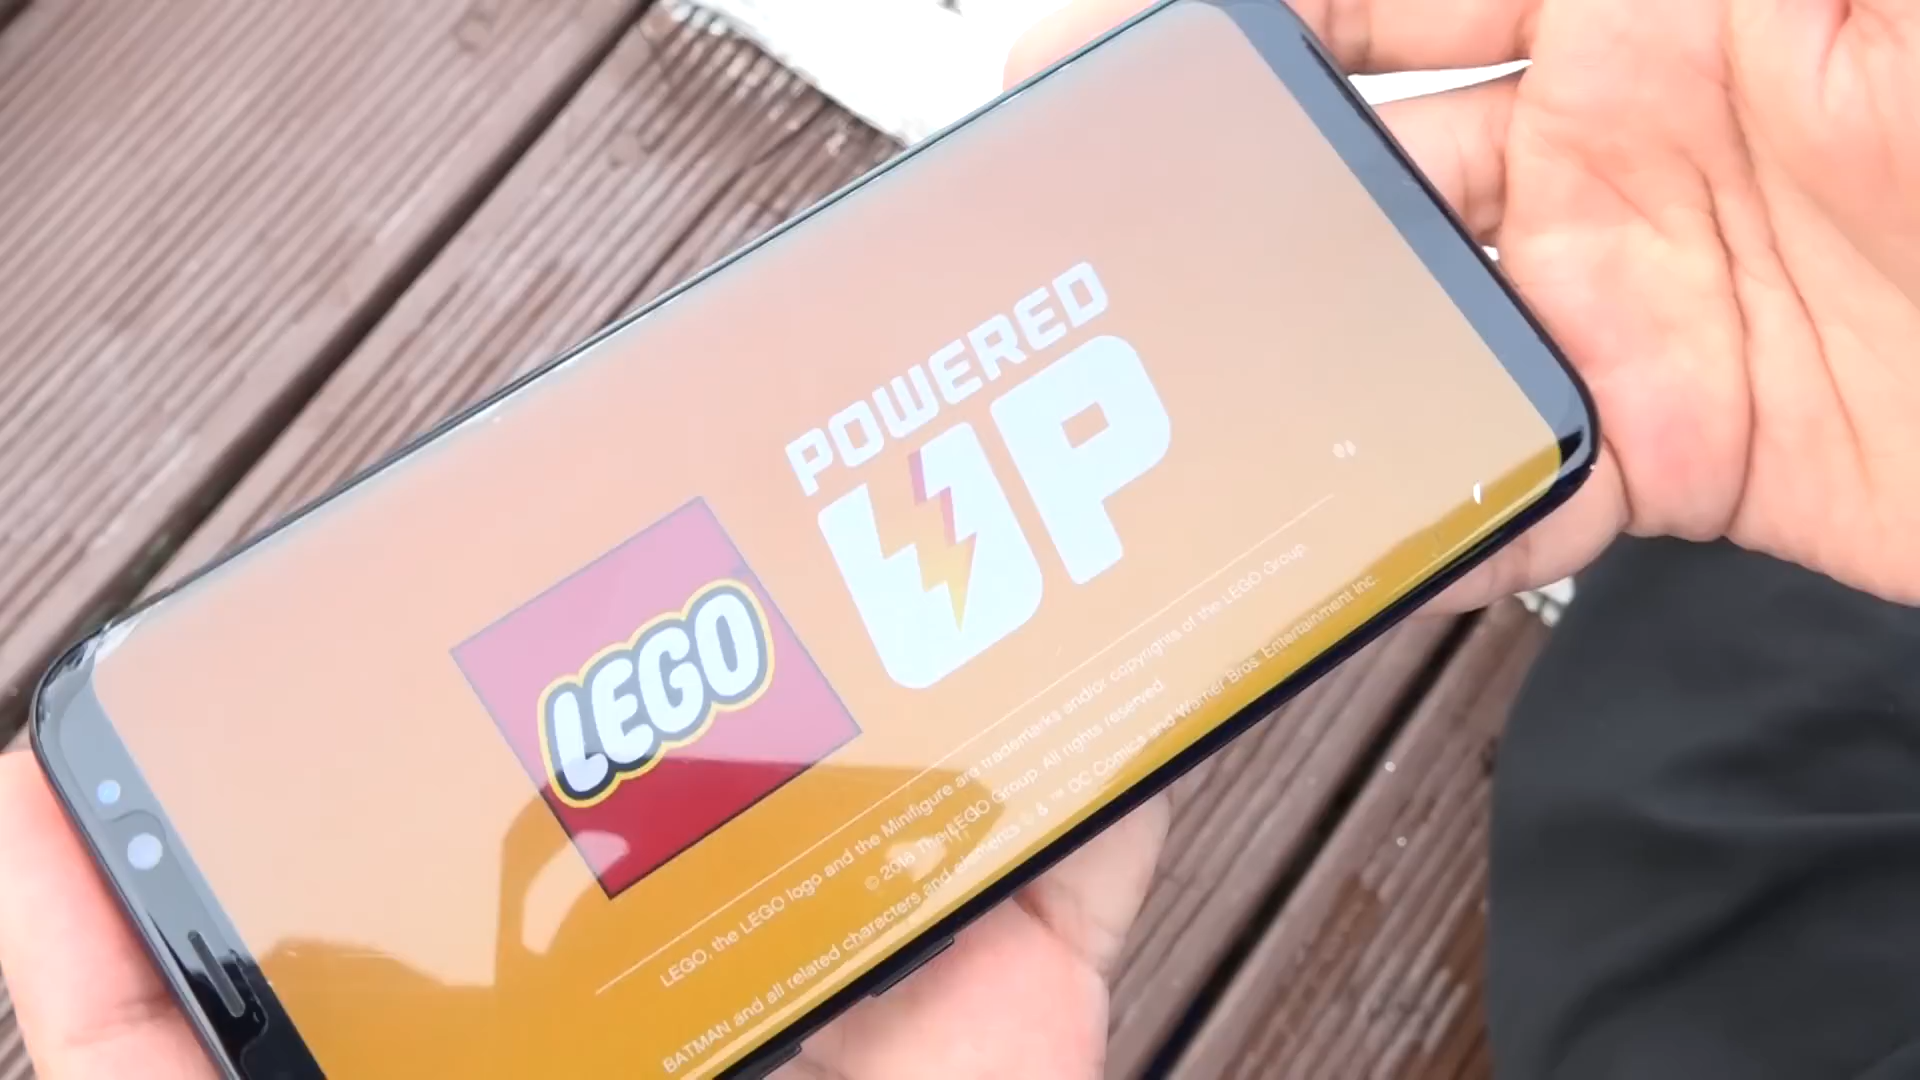 POWERED
UP
LEGO
LEGO, the LEGO logo and the Minifigure are trademarks and/or copyrights of the LEGO Group.
© 2018 The LEGO Group. All rights reserved.
BATMAN and all related characters and elements © & ™ DC Comics and Warner Bros. Entertainment Inc.